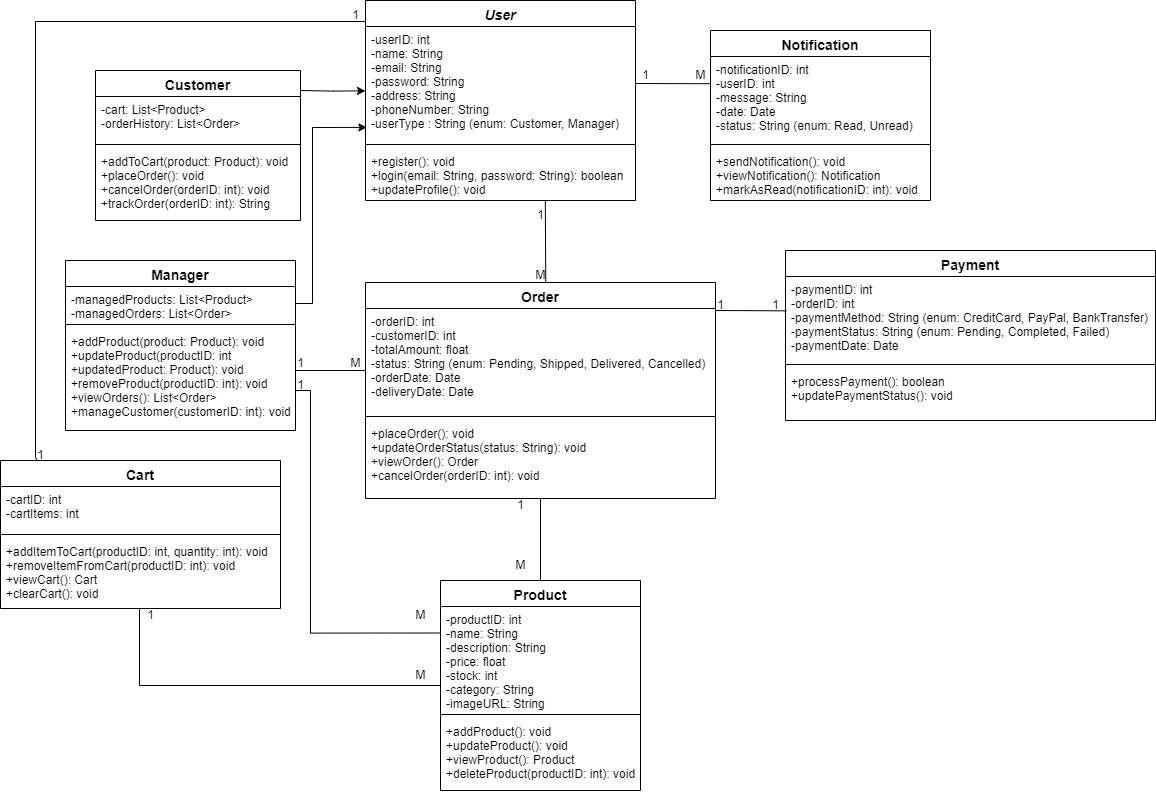 User
-userID: int
-name: String
-email: String
-password: String
-address: String
-phoneNumber: String
-userType : String (enum: Customer, Manager)
+register(): void
+login(email: String, password: String): boolean
+updateProfile(): void
1
1
M
Notification
-notificationID: int
-userID: int
-message: String
-date: Date
-status: String (enum: Read, Unread)
+sendNotification(): void
+viewNotification(): Notification
+markAsRead(notificationID: int): void
Customer
-cart: List<Product>
-orderHistory: List<Order>
+addToCart(product: Product): void
+placeOrder(): void
+cancelOrder(orderID: int): void
+trackOrder(orderID: int): String
1
M
Manager
-managedProducts: List<Product>
-managedOrders: List<Order>
+addProduct(product: Product): void
+updateProduct(productID: int
+updatedProduct: Product): void
+removeProduct(productID: int): void
+viewOrders(): List<Order>
+manageCustomer(customerID: int): void
1
M
1
Order
-orderID: int
-customerID: int
-totalAmount: float
-status: String (enum: Pending, Shipped, Delivered, Cancelled)
-orderDate: Date
-deliveryDate: Date
+placeOrder(): void
+updateOrderStatus(status: String): void
+viewOrder(): Order
+cancelOrder(orderID: int): void
1
1
Payment
-paymentID: int
-orderID: int
-paymentMethod: String (enum: CreditCard, PayPal, BankTransfer)
-paymentStatus: String (enum: Pending, Completed, Failed)
-paymentDate: Date
+processPayment(): boolean
+updatePaymentStatus(): void
1
Cart
-cartID: int
-cartItems: int
+addItemToCart(productID: int, quantity: int): void
+removeItemFromCart(productID: int): void
+viewCart(): Cart
+clearCart(): void
1
M
1
M
M
Product
-productID: int
-name: String
-description: String
-price: float
-stock: int
-category: String
-imageURL: String
+addProduct(): void
+updateProduct(): void
+viewProduct(): Product
+deleteProduct(productID: int): void